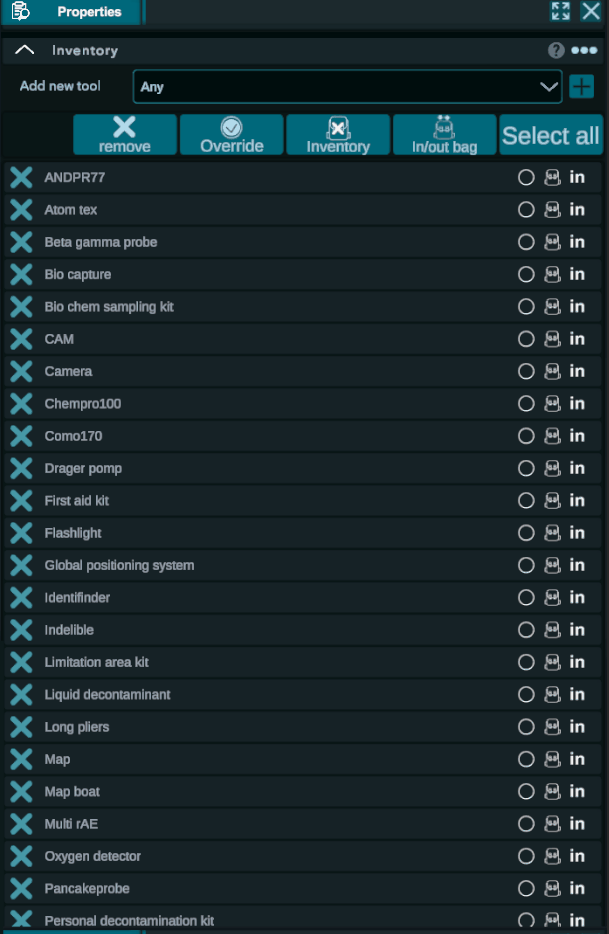 Properties
Inventory
Add new tool
Any
remove
Override
Inventory
In/out bag
Select all
ANDPR77 in
Atom tex in
Beta gamma probe in
Bio capture in
Bio chem sampling kit in
CAM in
Camera in
Chempro100 in
Como170 in
Drager pomp in
First aid kit in
Flashlight in
Global positioning system in
Identifinder in
Indelible in
Limitation area kit in
Liquid decontaminant in
Long pliers in
Map in
Map boat in
Multi rAE in
Oxygen detector in
Pancakeprobe in
Personal decontamination kit in